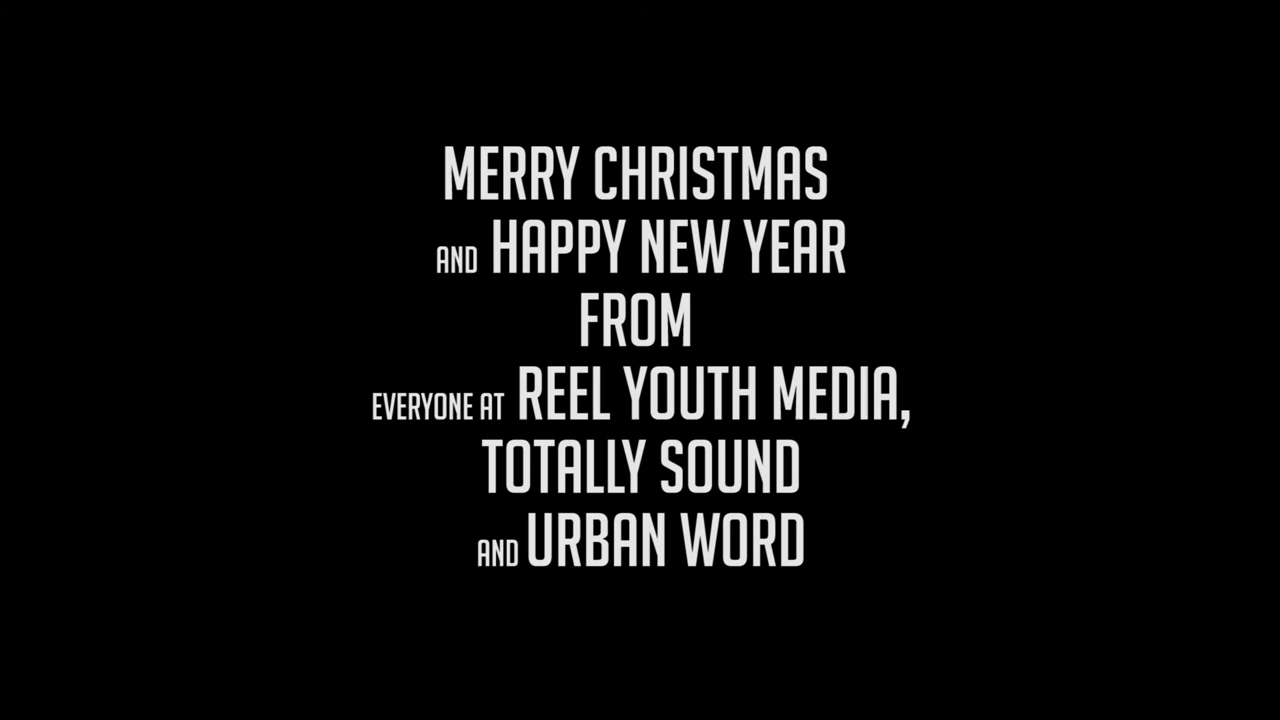 MERRY CHRISTMAS
AND HAPPY NEW YEAR
FROM
EVERYONE AT REEL YOUTH MEDIA,
TOTALLY SOUND
AND URBAN WORD